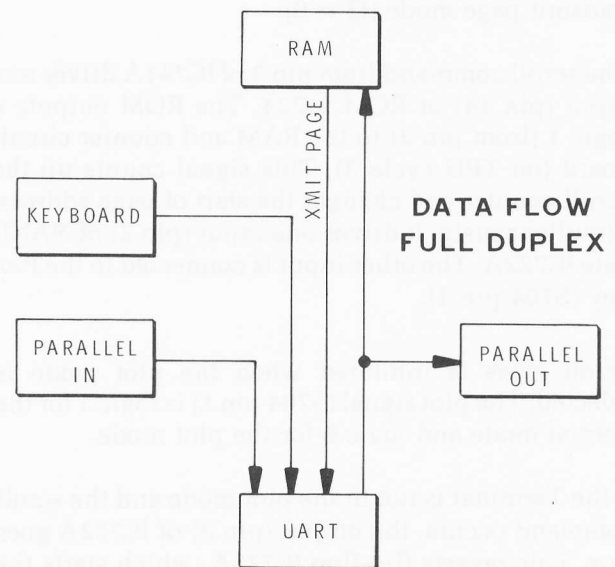 RAM
XMIT PAGE
KEYBOARD
DATA FLOW
FULL DUPLEX
PARALLEL
IN
PARALLEL
OUT
UART